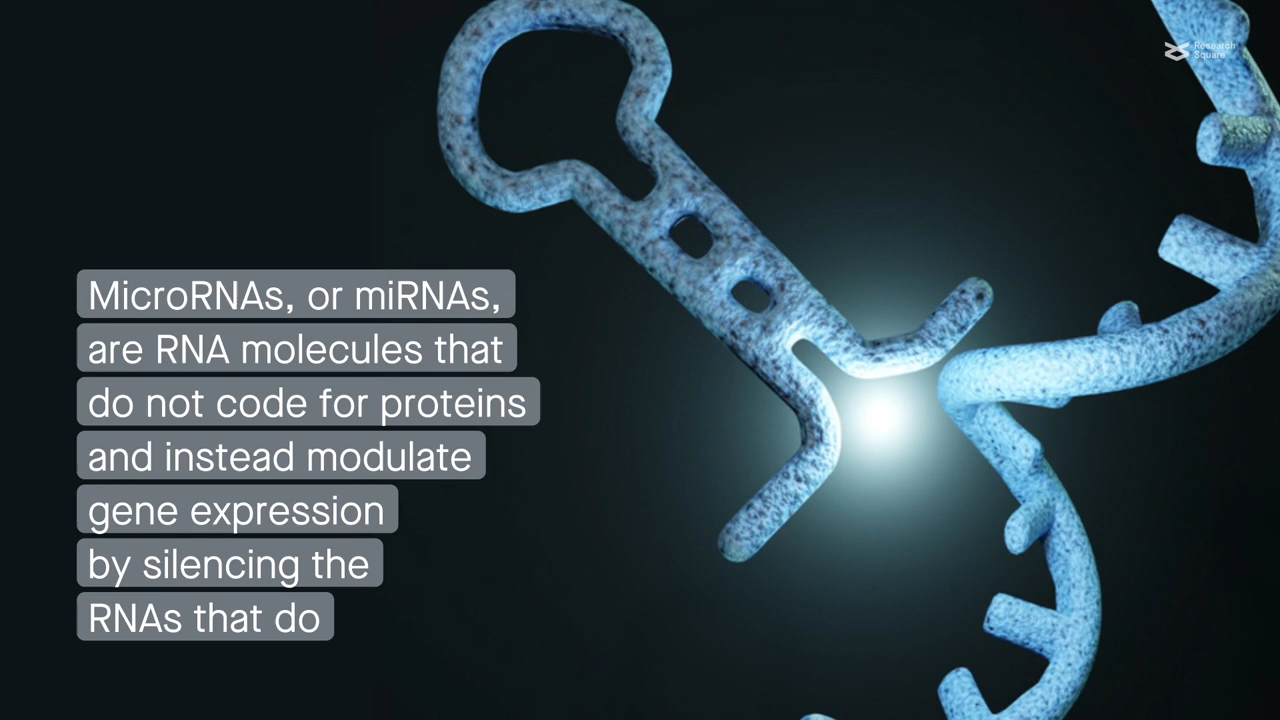 Research
Square
MicroRNAs, or miRNAs,
are RNA molecules that
do not code for proteins
and instead modulate
gene expression
by silencing the
RNAs that do